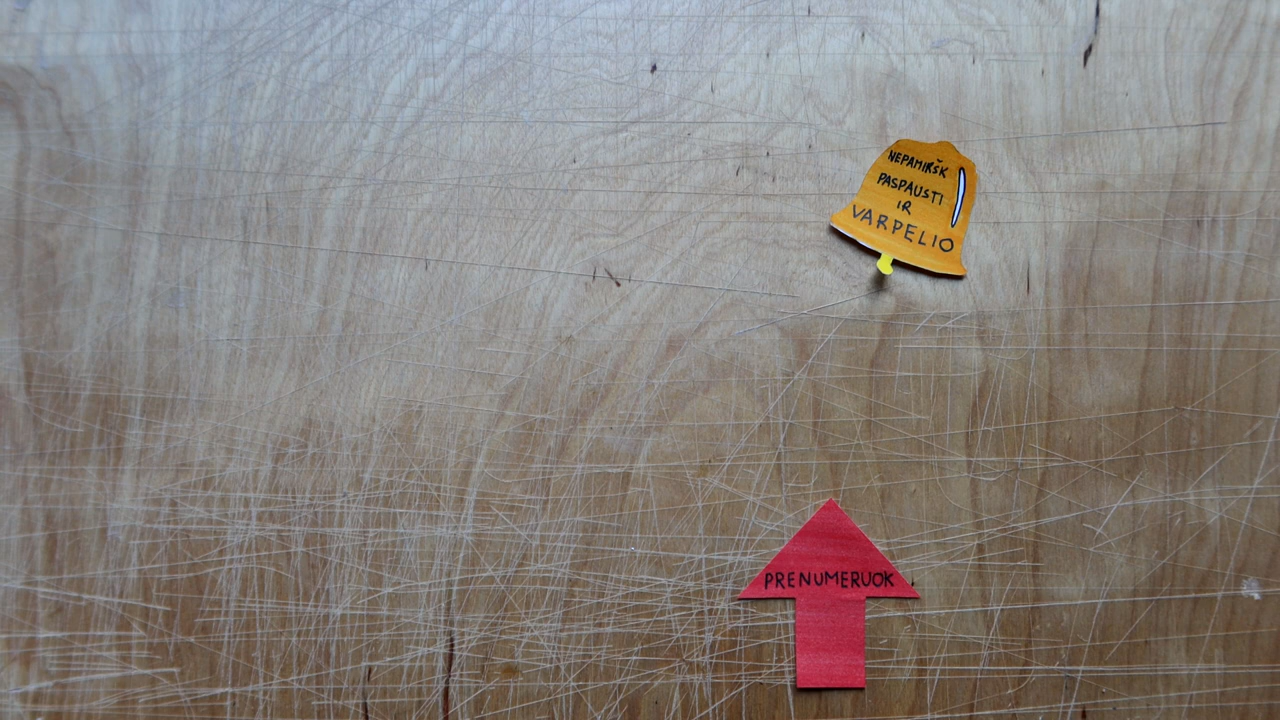 NEPAMIRŠK
PASPAUSTI
IR
VARPELIO
PRENUMERUOK